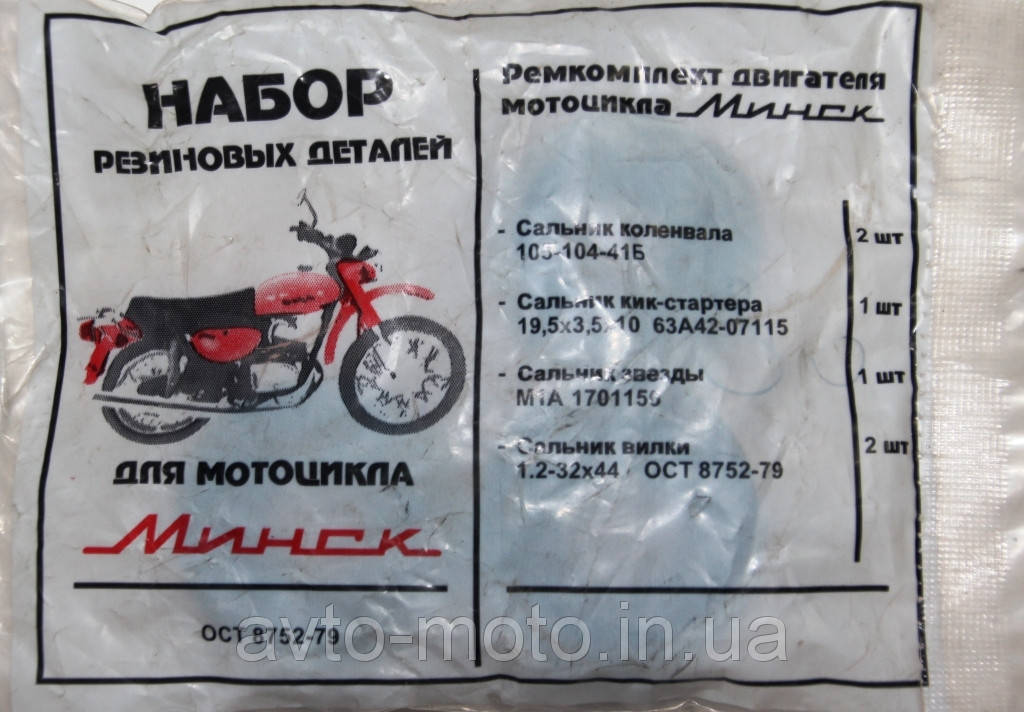 НАБОР
РЕЗИНОВЫХ ДЕТАЛЕЙ
ДЛЯ МОТОЦИКЛА
Минск
ОСТ 8752-79
Ремкомплект двигателя
мотоцикла Минск
- Сальник коленвала 2 шт
105-104-41Б
- Сальник кик-стартера 1 шт
19,5х3,5х10 63А42-07115
- Сальник звезды 1 шт
М1А 1701156
- Сальник вилки 2 шт
1.2-32х44 ОСТ 8752-79
avto-moto.in.ua